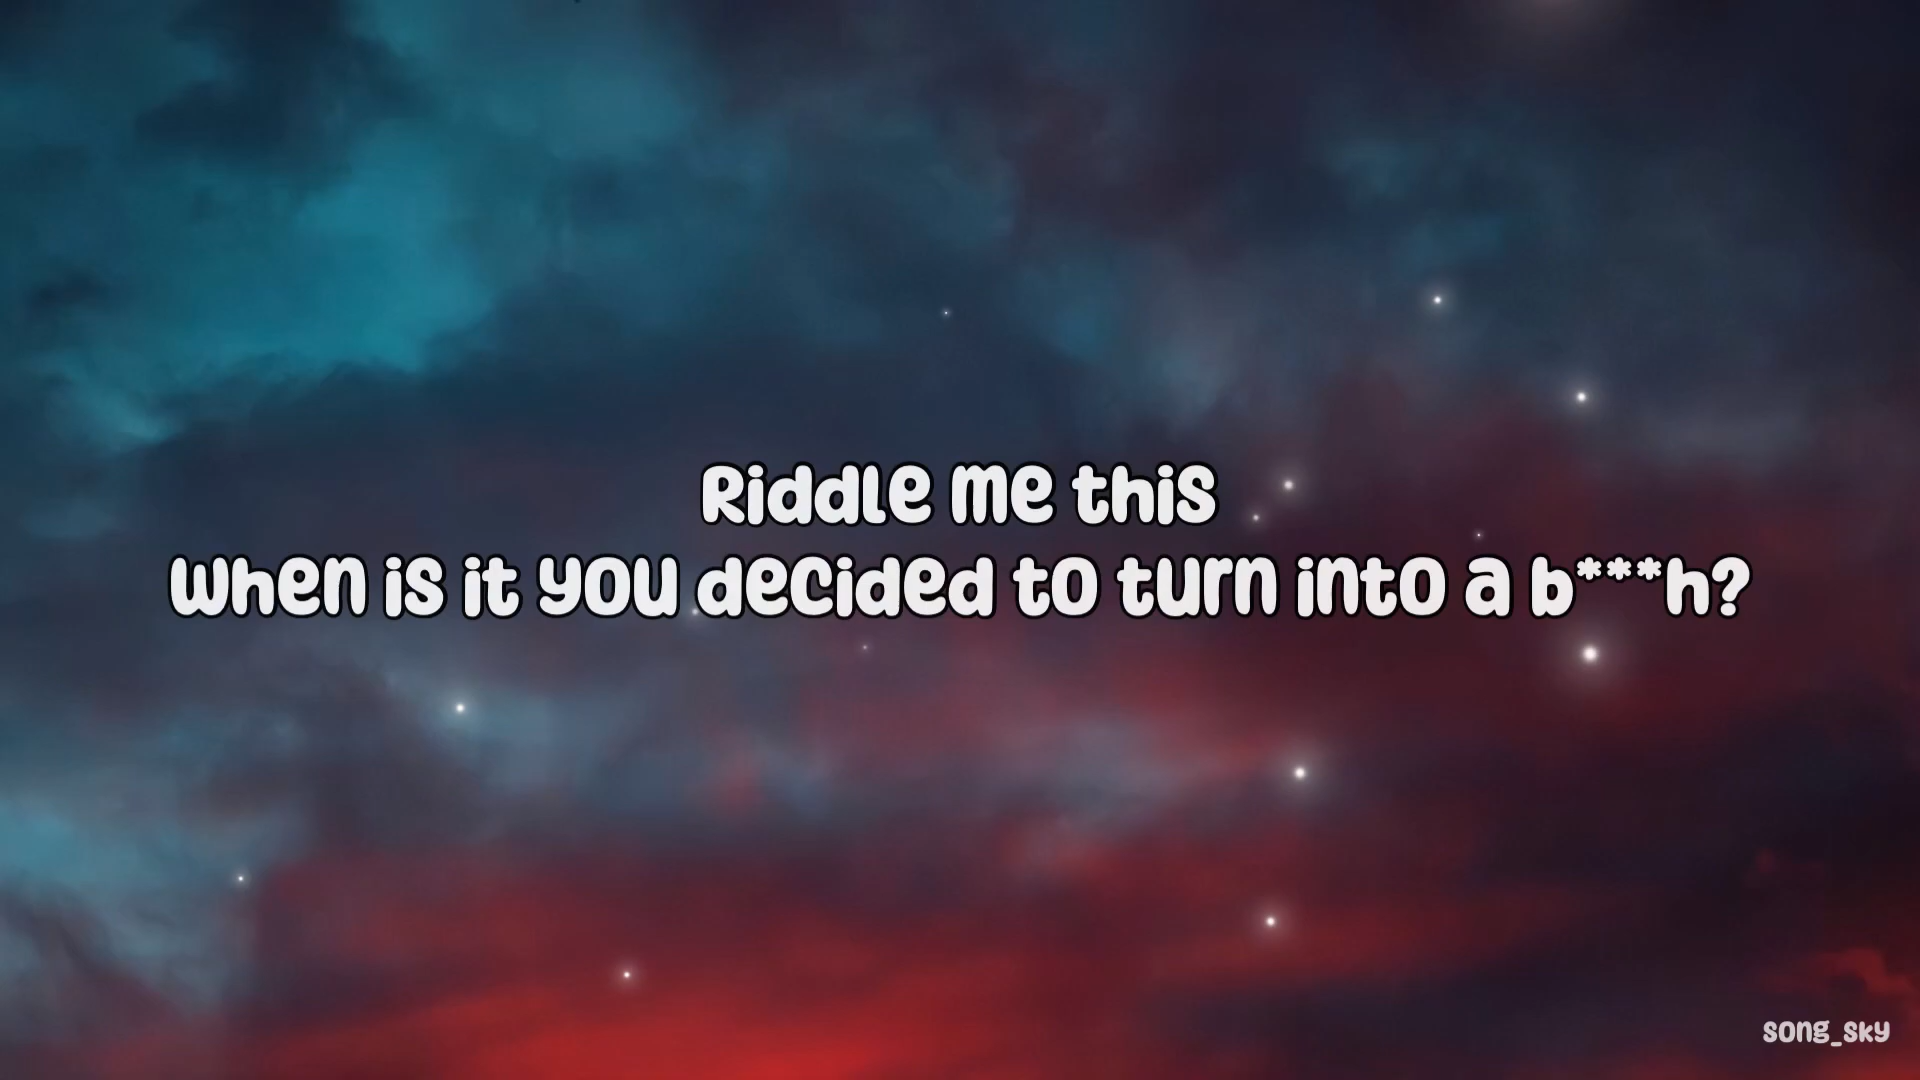 Riddle me this
When is it you decided to turn into a b***h?
song_sky